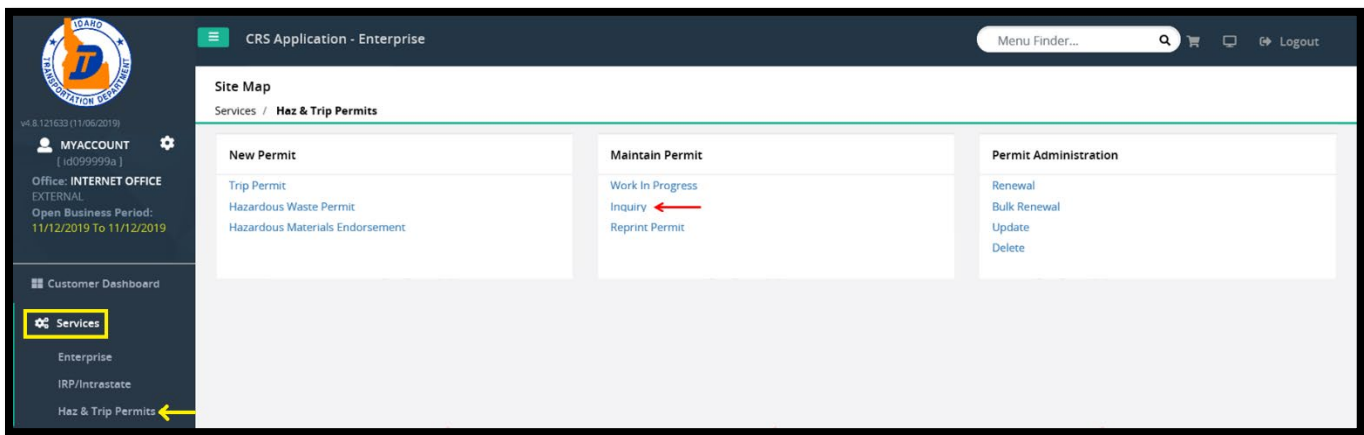 IDAHO
TRANSPORTATION DEPARTMENT
v4.8.121633 (11/06/2019)
MYACCOUNT
[ id099999a ]
Office: INTERNET OFFICE
EXTERNAL
Open Business Period:
11/12/2019 To 11/12/2019
Customer Dashboard
Services
Enterprise
IRP/Intrastate
Haz & Trip Permits
CRS Application - Enterprise
Menu Finder...
Logout
Site Map
Services / Haz & Trip Permits
New Permit
Trip Permit
Hazardous Waste Permit
Hazardous Materials Endorsement
Maintain Permit
Work In Progress
Inquiry
Reprint Permit
Permit Administration
Renewal
Bulk Renewal
Update
Delete